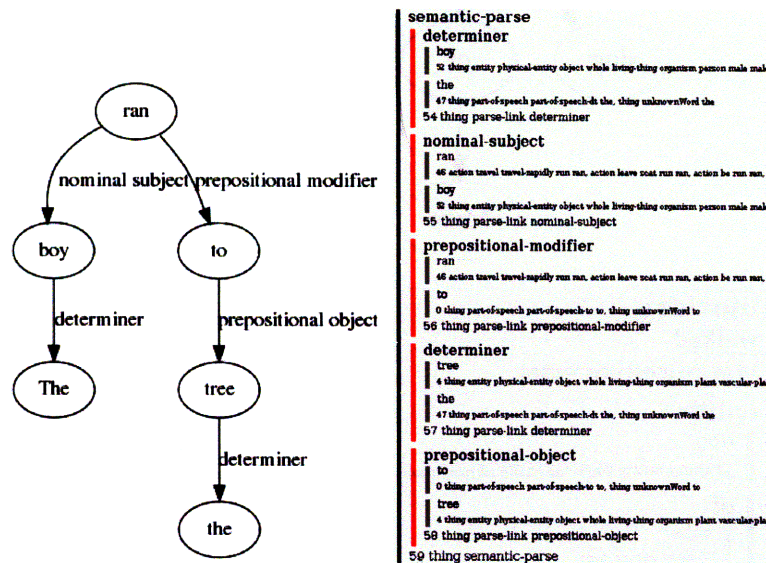 ran
nominal subject prepositional modifier
boy
to
determiner
prepositional object
The
tree
determiner
the
semantic-parse
determiner
boy
52 thing entity physical-entity object whole living-thing organism person male mal
the
47 thing part-of-speech part-of-speech-dt the, thing unknownWord the
54 thing parse-link determiner
nominal-subject
ran
46 action travel travel-rapidly run ran, action leave scat run ran, action be run ran,
boy
52 thing entity physical-entity object whole living-thing organism person male mal
55 thing parse-link nominal-subject
prepositional-modifier
ran
46 action travel travel-rapidly run ran, action leave scat run ran, action be run ran,
to
0 thing part-of-speech part-of-speech-to to, thing unknownWord to
56 thing parse-link prepositional-modifier
determiner
tree
4 thing entity physical-entity object whole living-thing organism plant vascular-pla
the
47 thing part-of-speech part-of-speech-dt the, thing unknownWord the
57 thing parse-link determiner
prepositional-object
to
0 thing part-of-speech part-of-speech-to to, thing unknownWord to
tree
4 thing entity physical-entity object whole living-thing organism plant vascular-pla
58 thing parse-link prepositional-object
59 thing semantic-parse